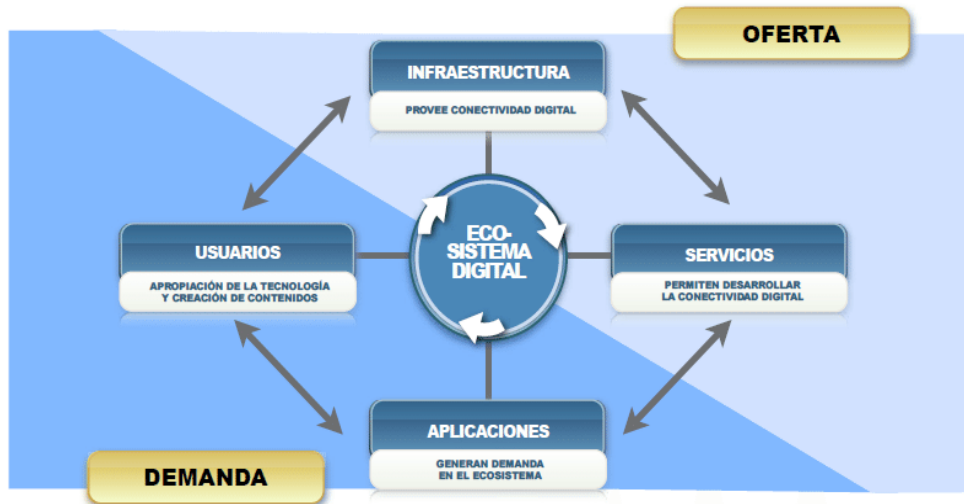 OFERTA
INFRAESTRUCTURA
PROVEE CONECTIVIDAD DIGITAL
USUARIOS
APROPIACIÓN DE LA TECNOLOGÍA
Y CREACIÓN DE CONTENIDOS
ECO-
SISTEMA
DIGITAL
SERVICIOS
PERMITEN DESARROLLAR
LA CONECTIVIDAD DIGITAL
APLICACIONES
GENERAN DEMANDA
EN EL ECOSISTEMA
DEMANDA